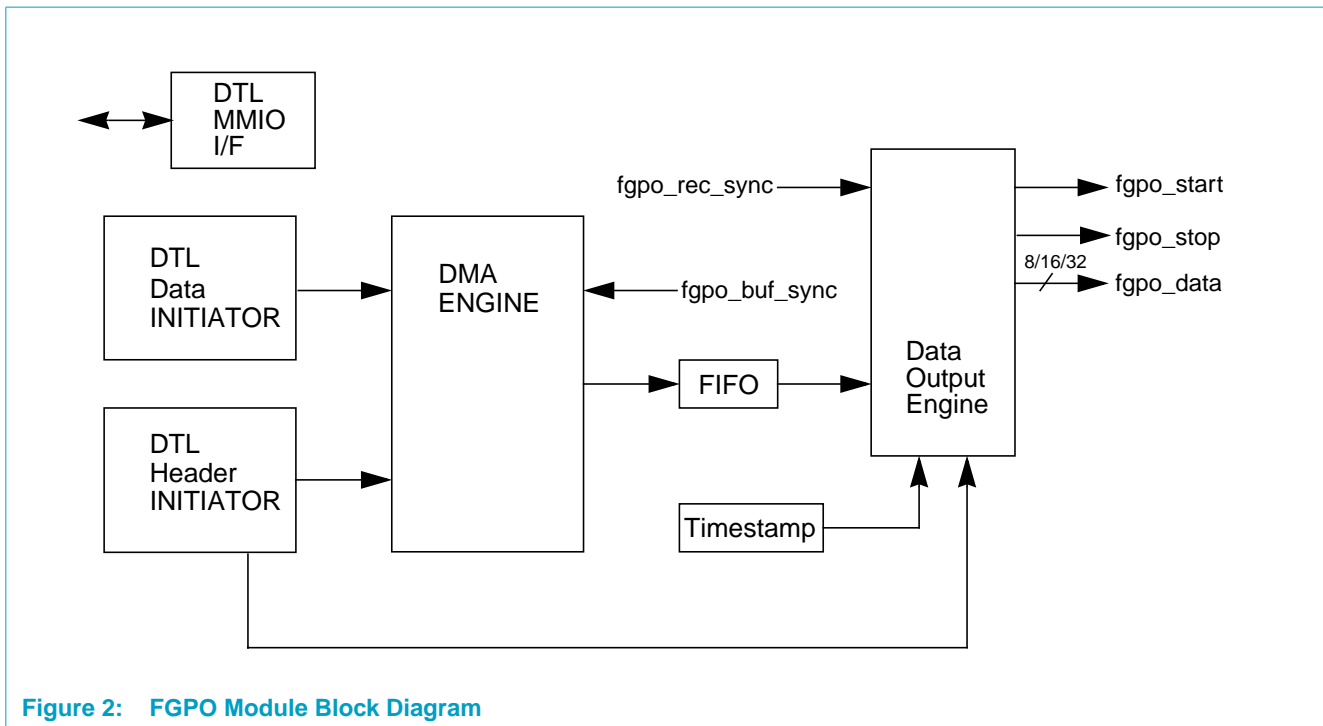 DTL
MMIO
I/F
fgpo_rec_sync
fgpo_start
fgpo_stop
8/16/32
fgpo_data
DTL
Data
INITIATOR
DMA
ENGINE
fgpo_buf_sync
FIFO
Data
Output
Engine
DTL
Header
INITIATOR
Timestamp
Figure 2: FGPO Module Block Diagram